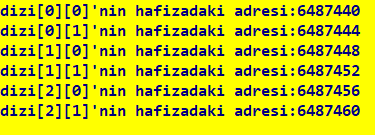 dizi[0][0]'nin hafizadaki adresi:6487440
dizi[0][1]'nin hafizadaki adresi:6487444
dizi[1][0]'nin hafizadaki adresi:6487448
dizi[1][1]'nin hafizadaki adresi:6487452
dizi[2][0]'nin hafizadaki adresi:6487456
dizi[2][1]'nin hafizadaki adresi:6487460